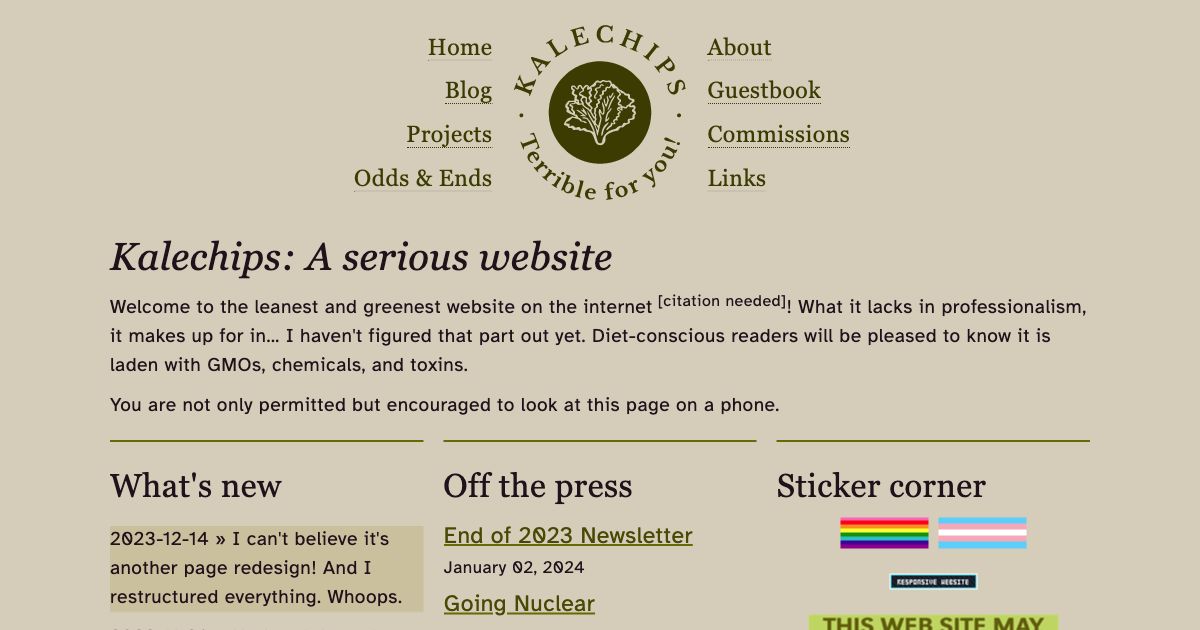 Home
Blog
Projects
Odds & Ends
· KALECHIPS ·
Terrible for you!
About
Guestbook
Commissions
Links
Kalechips: A serious website
Welcome to the leanest and greenest website on the internet [citation needed]! What it lacks in professionalism,
it makes up for in... I haven't figured that part out yet. Diet-conscious readers will be pleased to know it is
laden with GMOs, chemicals, and toxins.
You are not only permitted but encouraged to look at this page on a phone.
What's new
2023-12-14 » I can't believe it's
another page redesign! And I
restructured everything. Whoops.
Off the press
End of 2023 Newsletter
January 02, 2024
Going Nuclear
Sticker corner
RESPONSIVE WEBSITE
THIS WEB SITE MAY